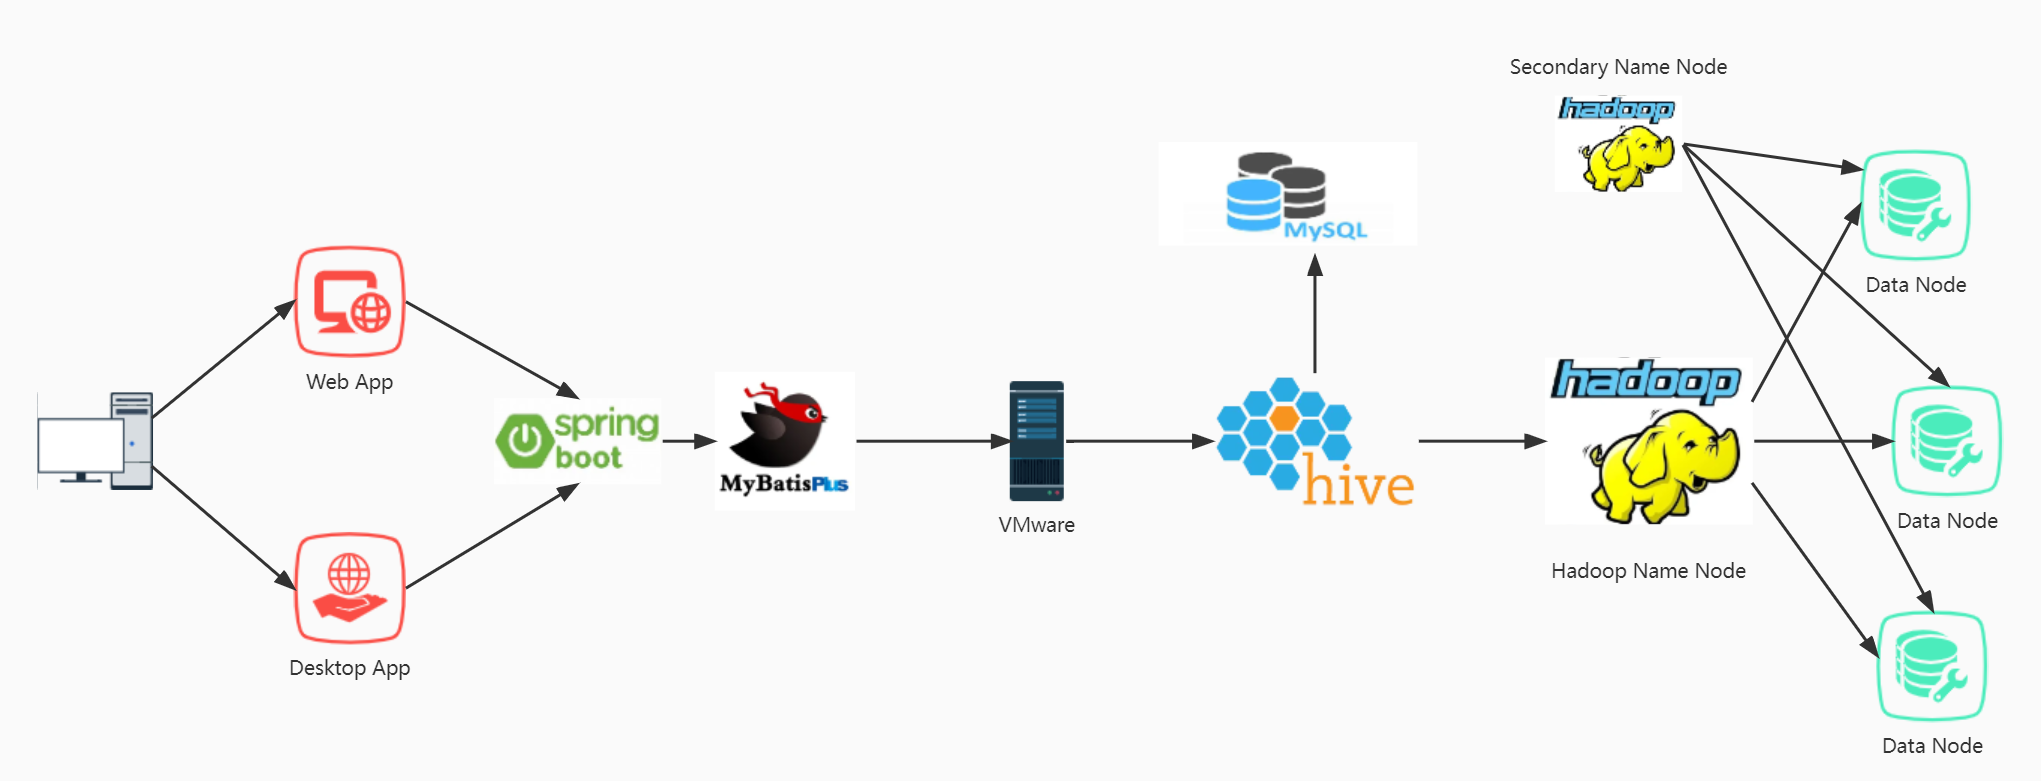 Web App
Desktop App
spring
boot
MyBatisPlus
VMware
MySQL
hive
Secondary Name Node
hadoop
hadoop
Hadoop Name Node
Data Node
Data Node
Data Node